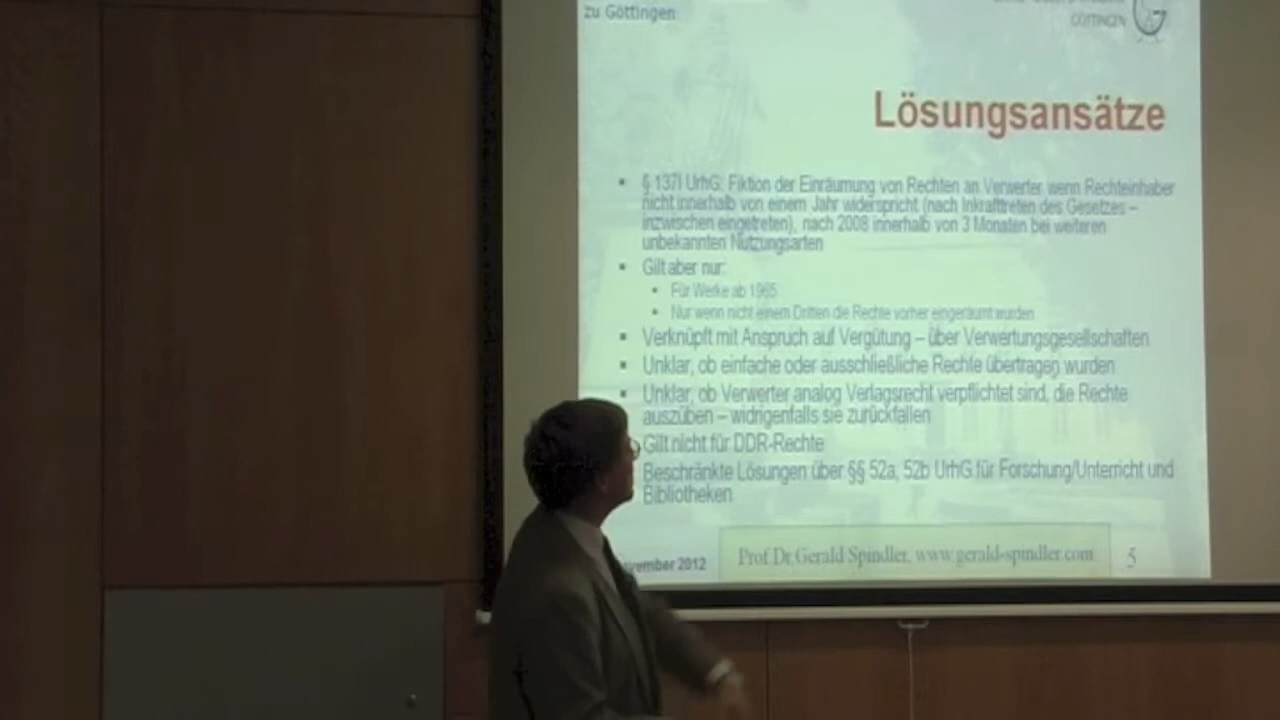 zu Göttingen
GÖTTINGEN
Lösungsansätze
§ 137l UrhG: Fiktion der Einräumung von Rechten an Verwerter, wenn Rechteinhaber
nicht innerhalb von einem Jahr widerspricht (nach Inkrafttreten des Gesetzes –
inzwischen eingetreten), nach 2008 innerhalb von 3 Monaten bei weiteren
unbekannten Nutzungsarten
Gilt aber nur:
Für Werke ab 1965
Nur wenn nicht einem Dritten die Rechte vorher eingeräumt wurden
Verknüpft mit Anspruch auf Vergütung – über Verwertungsgesellschaften
Unklar, ob einfache oder ausschließliche Rechte übertragen wurden
Unklar, ob Verwerter analog Verlagsrecht verpflichtet sind, die Rechte
auszüben – widrigenfalls sie zurückfallen
Gilt nicht für DDR-Rechte
Beschränkte Lösungen über §§ 52a, 52b UrhG für Forschung/Unterricht und
Bibliotheken
vember 2012
Prof. Dr. Gerald Spindler, www.gerald-spindler.com
5